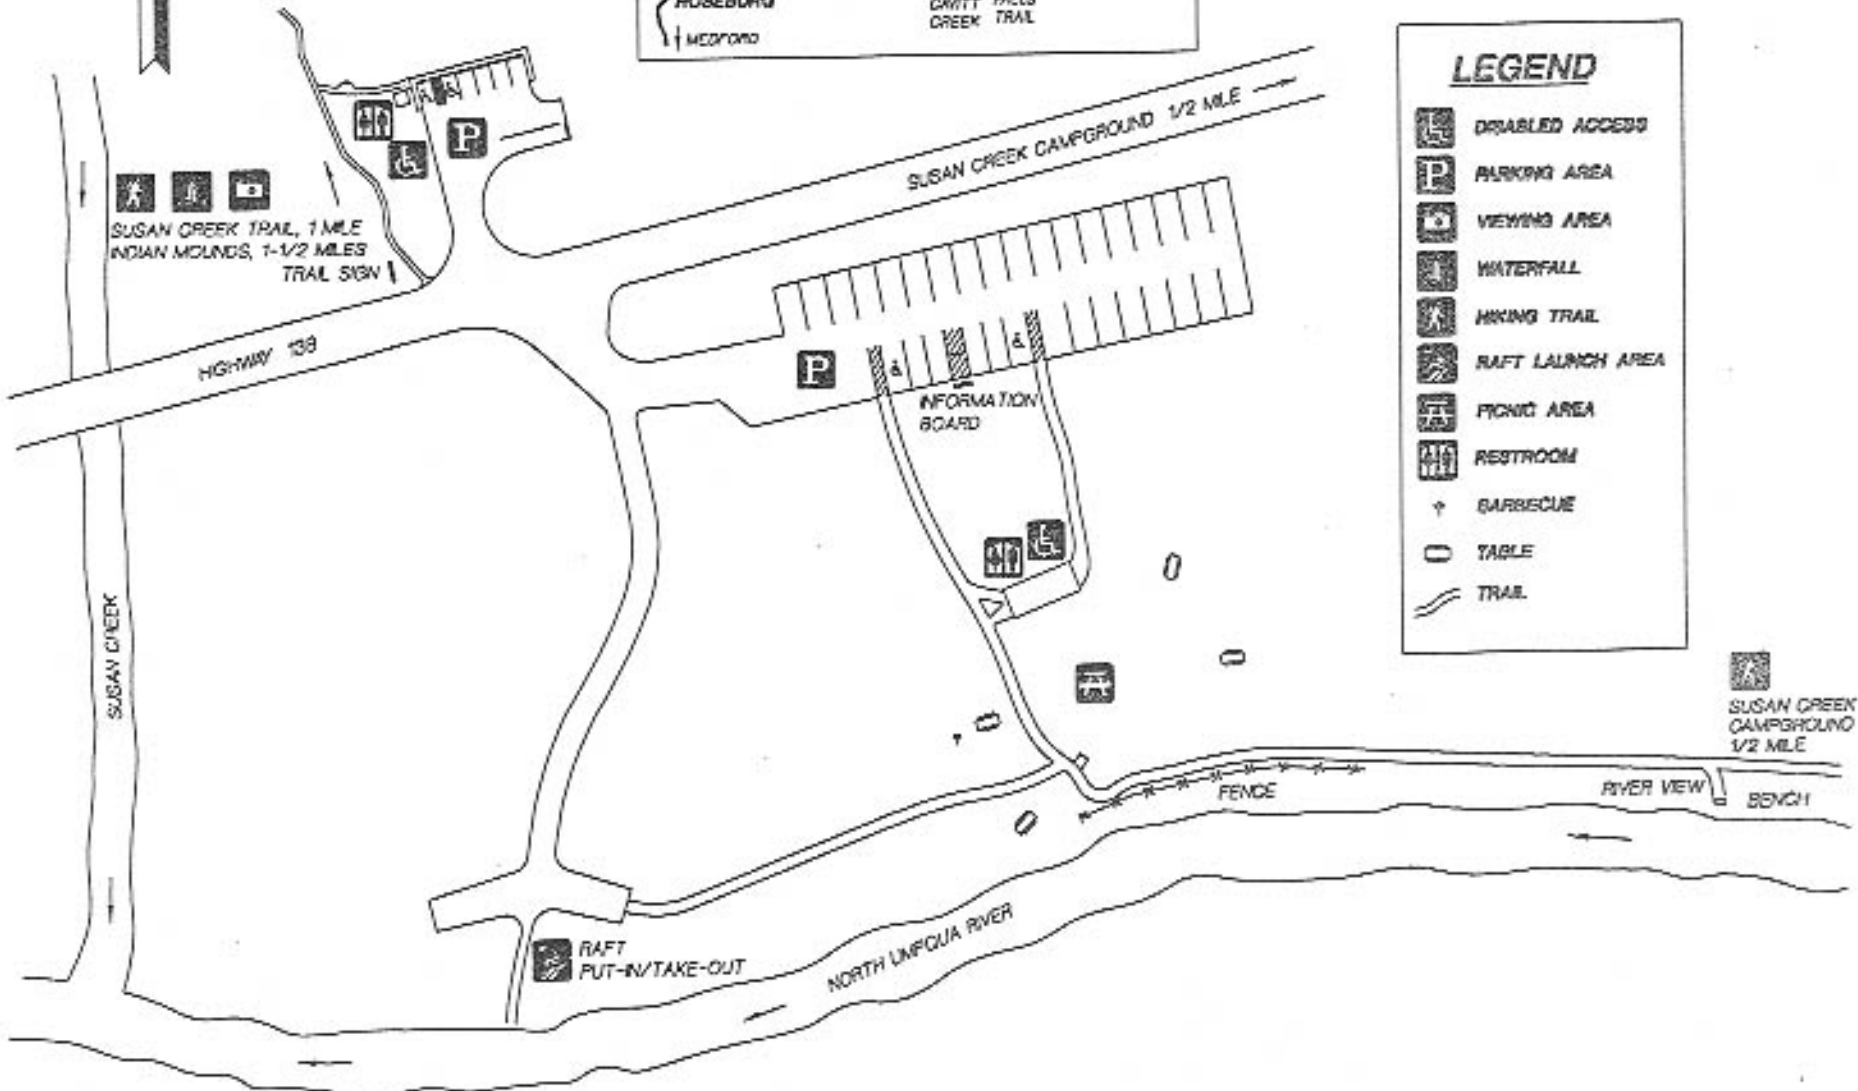 ROSEBURG
MEDFORD
CAVITT FALLS
CREEK TRAIL
LEGEND
DISABLED ACCESS
P PARKING AREA
VIEWING AREA
WATERFALL
HIKING TRAIL
RAFT LAUNCH AREA
PICNIC AREA
RESTROOM
BARBECUE
TABLE
TRAIL
P
SUSAN CREEK CAMPGROUND 1/2 MILE
SUSAN CREEK TRAIL, 1 MILE
INDIAN MOUNDS, 1-1/2 MILES
TRAIL SIGN
HIGHWAY 138
P
INFORMATION
BOARD
SUSAN CREEK
SUSAN CREEK
CAMPGROUND
1/2 MILE
FENCE
RIVER VIEW
BENCH
RAFT
PUT-IN/TAKE-OUT
NORTH UMPQUA RIVER